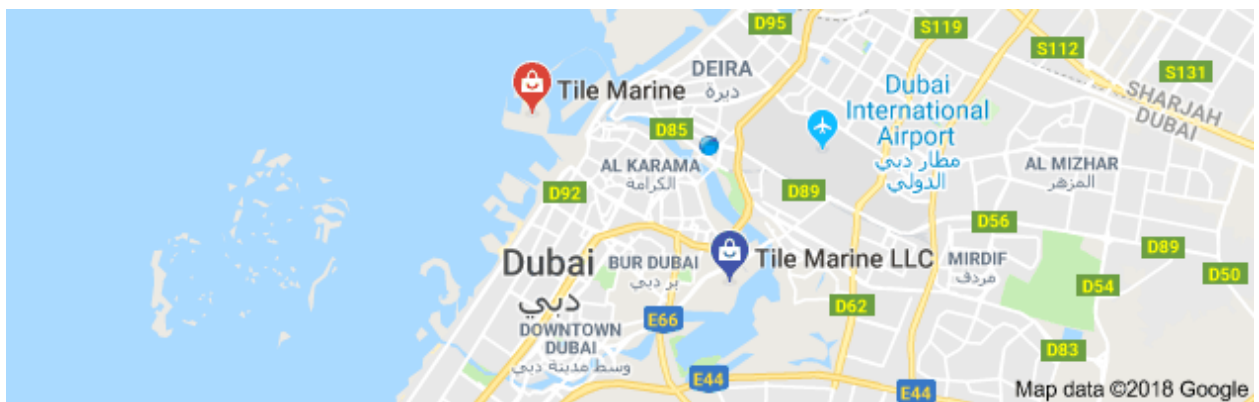 D95
S119
S112
S131
DEIRA
ديرة
Tile Marine
Dubai
International
Airport
مطار دبي
الدولي
SHARJAH
DUBAI
D85
AL KARAMA
الكرامة
AL MIZHAR
المزهر
D92
D89
D56
Dubai
دبي
BUR DUBAI
بر دبي
Tile Marine LLC
MIRDIF
مردف
D89
D50
D54
D62
E66
DOWNTOWN
DUBAI
وسط مدينة دبي
D83
E44
E44
Map data ©2018 Google